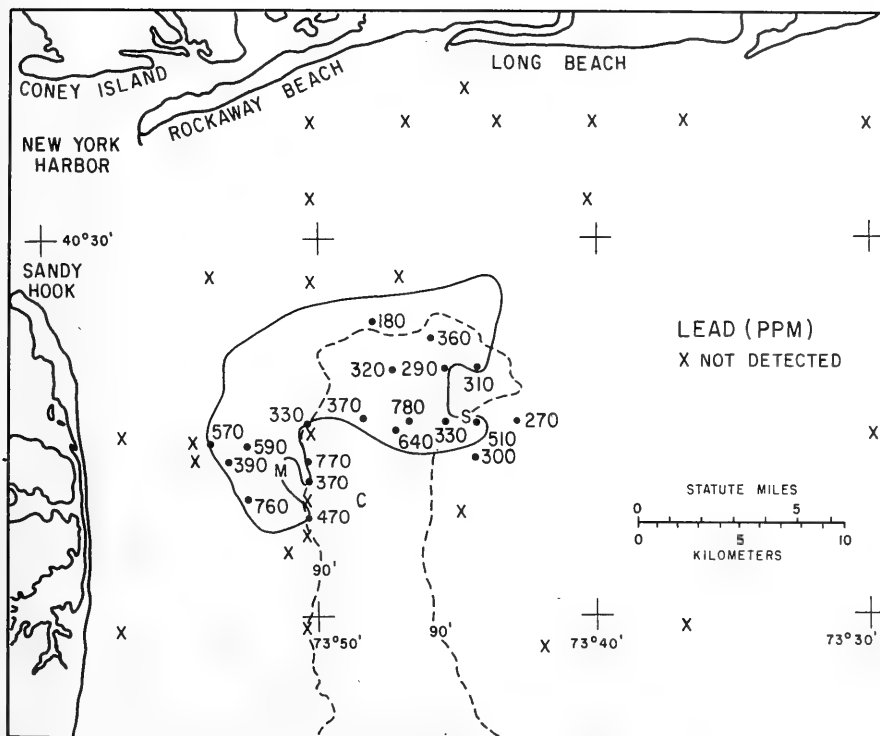 CONEY ISLAND
ROCKAWAY BEACH
LONG BEACH
NEW YORK
HARBOR
X
X
X
X
X
X
X
X
X
40°30'
SANDY
HOOK
X
X
X
180
360
LEAD (PPM)
X NOT DETECTED
320
290
310
330
370
780
S
270
X
640
330
510
X
X
570
590
X
X
390
M
770
300
370
760
X
C
470
X
X
X
STATUTE MILES
0
5
0
5
10
KILOMETERS
90'
X
X
90'
X
X
73°50'
73°40'
73°30'